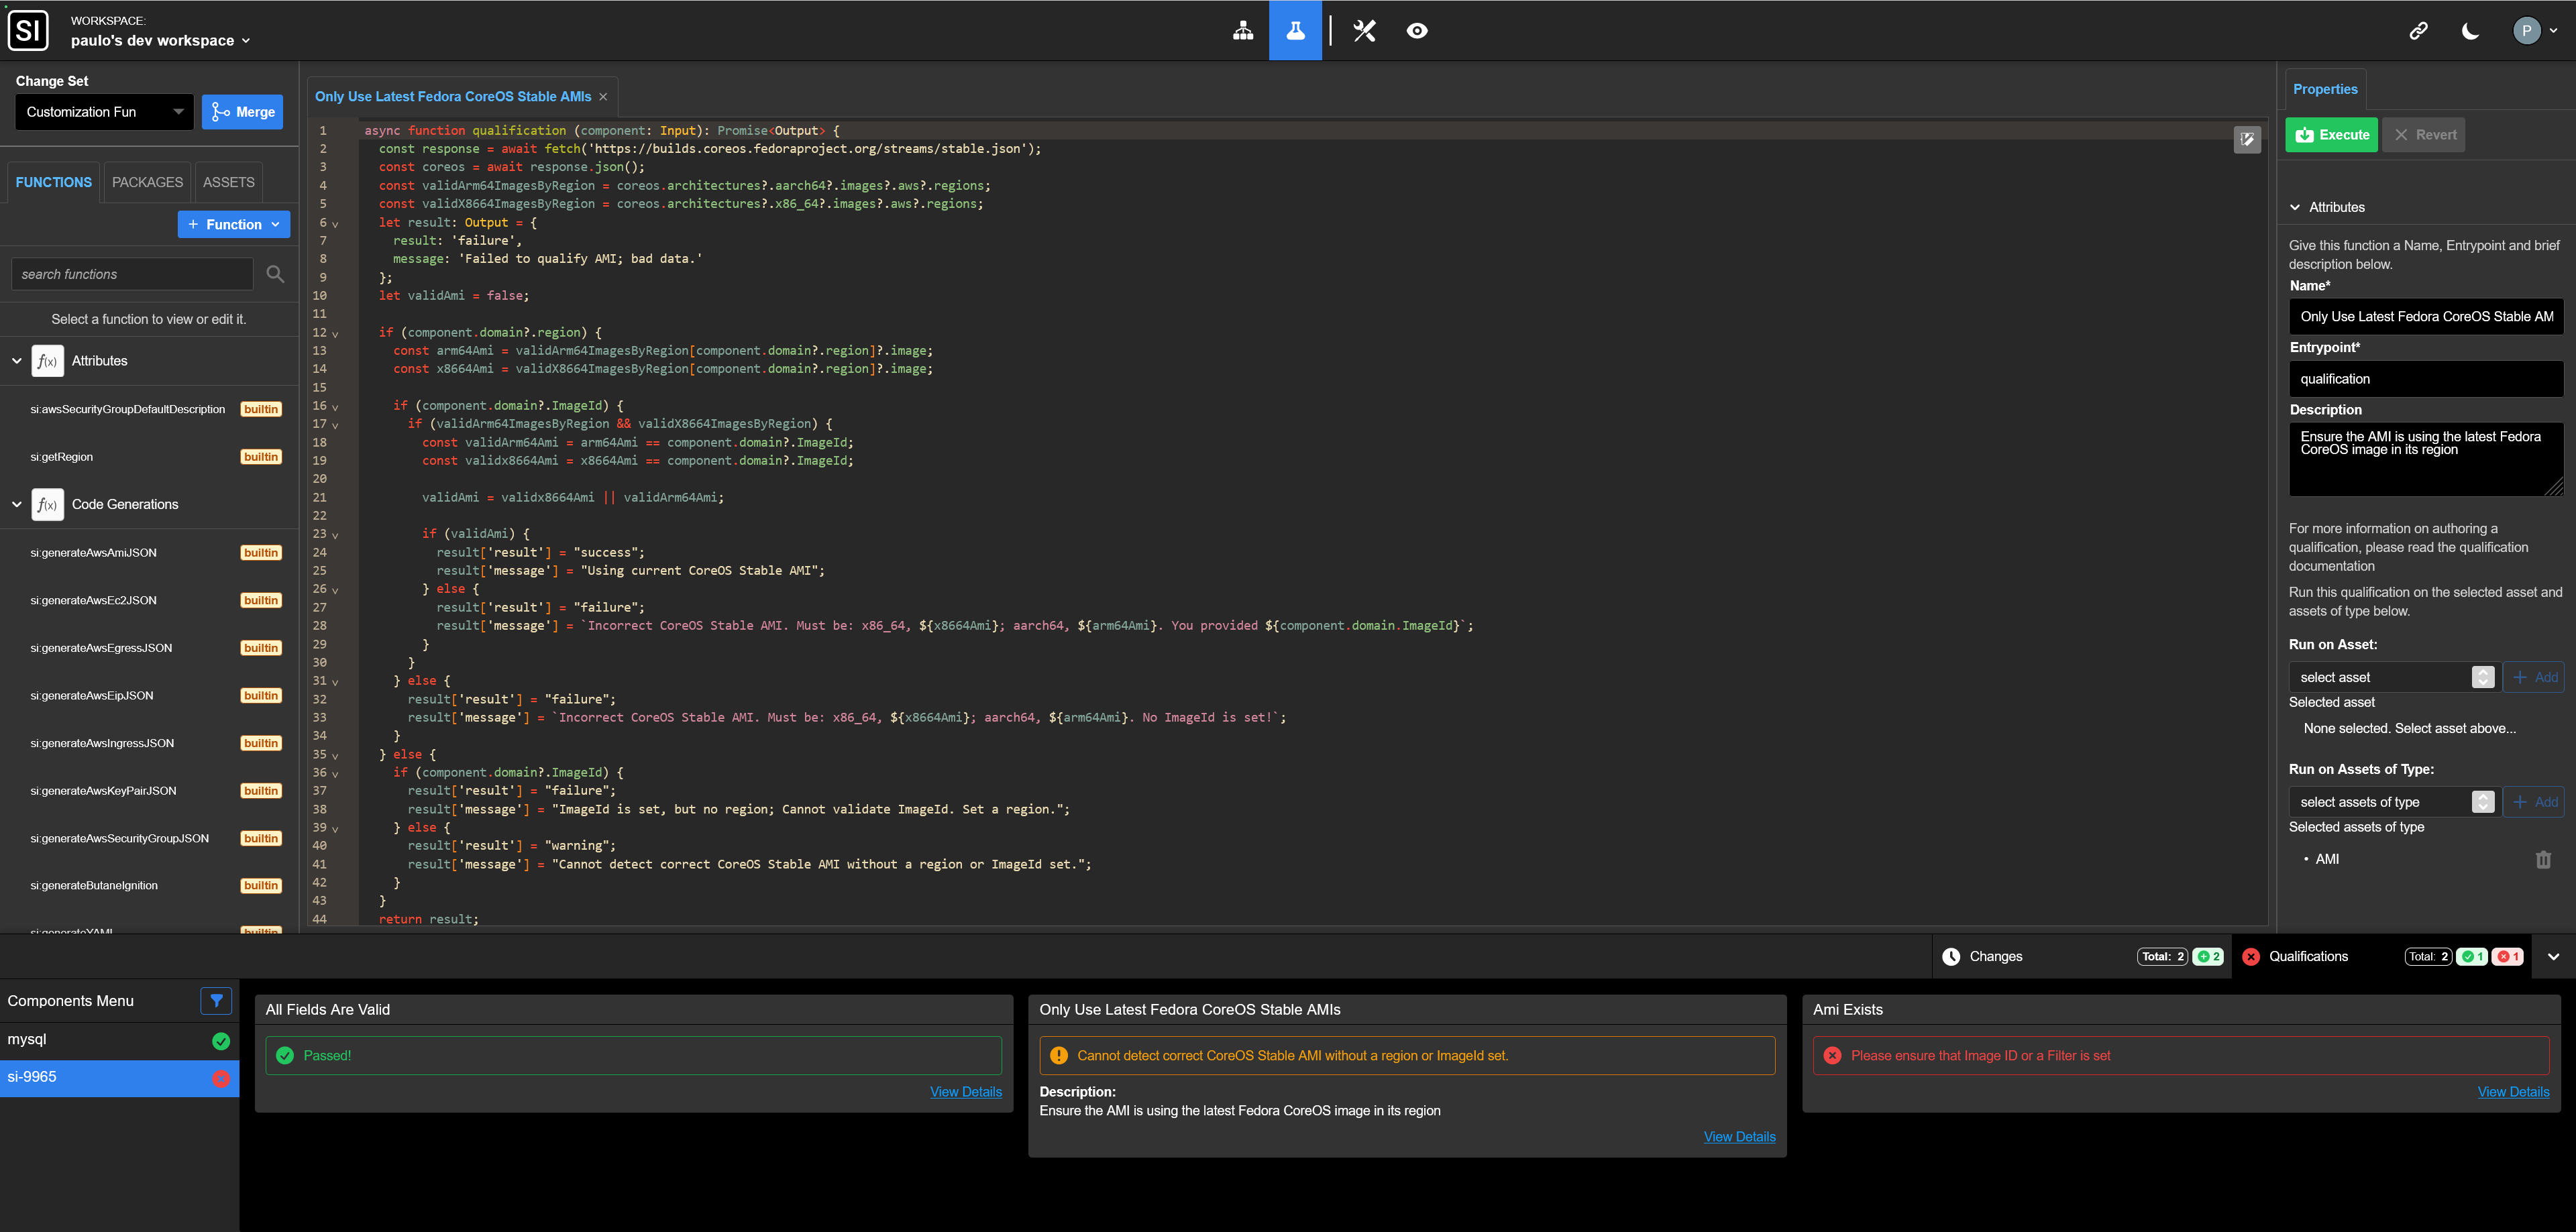 SI
WORKSPACE:
paulo's dev workspace
P
Change Set
Customization Fun
Merge
FUNCTIONS
PACKAGES
ASSETS
+ Function
search functions
Select a function to view or edit it.
f(x) Attributes
si:awsSecurityGroupDefaultDescription builtin
si:getRegion builtin
f(x) Code Generations
si:generateAwsAmiJSON builtin
si:generateAwsEc2JSON builtin
si:generateAwsEgressJSON builtin
si:generateAwsEipJSON builtin
si:generateAwsIngressJSON builtin
si:generateAwsKeyPairJSON builtin
si:generateAwsSecurityGroupJSON builtin
si:generateButaneIgnition builtin
si:generateYAML builtin
Only Use Latest Fedora CoreOS Stable AMIs ×
1 async function qualification (component: Input): Promise<Output> {
2 const response = await fetch('https://builds.coreos.fedoraproject.org/streams/stable.json');
3 const coreos = await response.json();
4 const validArm64ImagesByRegion = coreos.architectures?.aarch64?.images?.aws?.regions;
5 const validX8664ImagesByRegion = coreos.architectures?.x86_64?.images?.aws?.regions;
6 let result: Output = {
7 result: 'failure',
8 message: 'Failed to qualify AMI; bad data.'
9 };
10 let validAmi = false;
11
12 if (component.domain?.region) {
13 const arm64Ami = validArm64ImagesByRegion[component.domain?.region]?.image;
14 const x8664Ami = validX8664ImagesByRegion[component.domain?.region]?.image;
15
16 if (component.domain?.ImageId) {
17 if (validArm64ImagesByRegion && validX8664ImagesByRegion) {
18 const validArm64Ami = arm64Ami == component.domain?.ImageId;
19 const validx8664Ami = x8664Ami == component.domain?.ImageId;
20
21 validAmi = validx8664Ami || validArm64Ami;
22
23 if (validAmi) {
24 result['result'] = "success";
25 result['message'] = "Using current CoreOS Stable AMI";
26 } else {
27 result['result'] = "failure";
28 result['message'] = `Incorrect CoreOS Stable AMI. Must be: x86_64, ${x8664Ami}; aarch64, ${arm64Ami}. You provided ${component.domain.ImageId}`;
29 }
30 }
31 } else {
32 result['result'] = "failure";
33 result['message'] = `Incorrect CoreOS Stable AMI. Must be: x86_64, ${x8664Ami}; aarch64, ${arm64Ami}. No ImageId is set!`;
34 }
35 } else {
36 if (component.domain?.ImageId) {
37 result['result'] = "failure";
38 result['message'] = "ImageId is set, but no region; Cannot validate ImageId. Set a region.";
39 } else {
40 result['result'] = "warning";
41 result['message'] = "Cannot detect correct CoreOS Stable AMI without a region or ImageId set.";
42 }
43 }
44 return result;
Properties
Execute
Revert
Attributes
Give this function a Name, Entrypoint and brief
description below.
Name*
Only Use Latest Fedora CoreOS Stable AM
Entrypoint*
qualification
Description
Ensure the AMI is using the latest Fedora
CoreOS image in its region
For more information on authoring a
qualification, please read the qualification
documentation
Run this qualification on the selected asset and
assets of type below.
Run on Asset:
select asset
+ Add
Selected asset
None selected. Select asset above...
Run on Assets of Type:
select assets of type
+ Add
Selected assets of type
• AMI
Changes
Total: 2
2
Qualifications
Total: 2
1
1
Components Menu
mysql
si-9965
All Fields Are Valid
Passed!
View Details
Only Use Latest Fedora CoreOS Stable AMIs
Cannot detect correct CoreOS Stable AMI without a region or ImageId set.
Description:
Ensure the AMI is using the latest Fedora CoreOS image in its region
View Details
Ami Exists
Please ensure that Image ID or a Filter is set
View Details